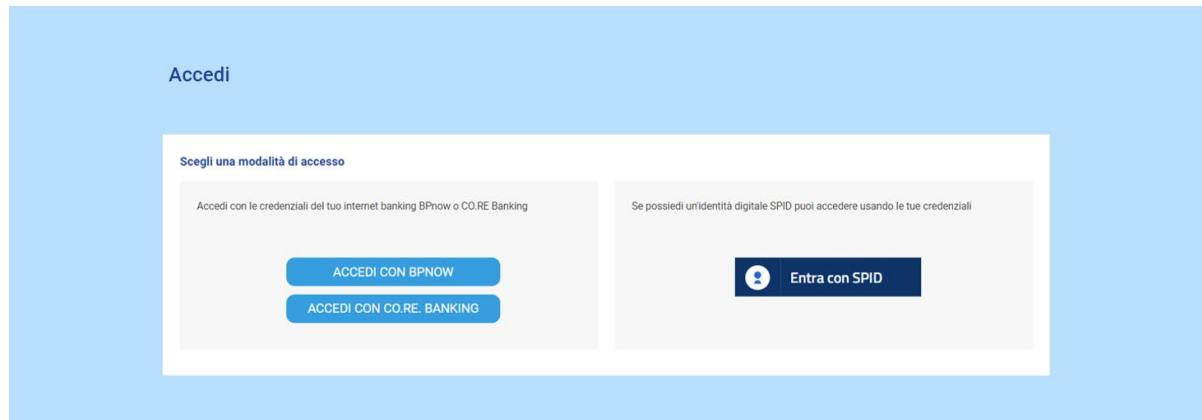 Accedi
Scegli una modalità di accesso
Accedi con le credenziali del tuo internet banking BPnow o CO.RE Banking
ACCEDI CON BPNOW
ACCEDI CON CO.RE. BANKING
Se possiedi un'identità digitale SPID puoi accedere usando le tue credenziali
Entra con SPID